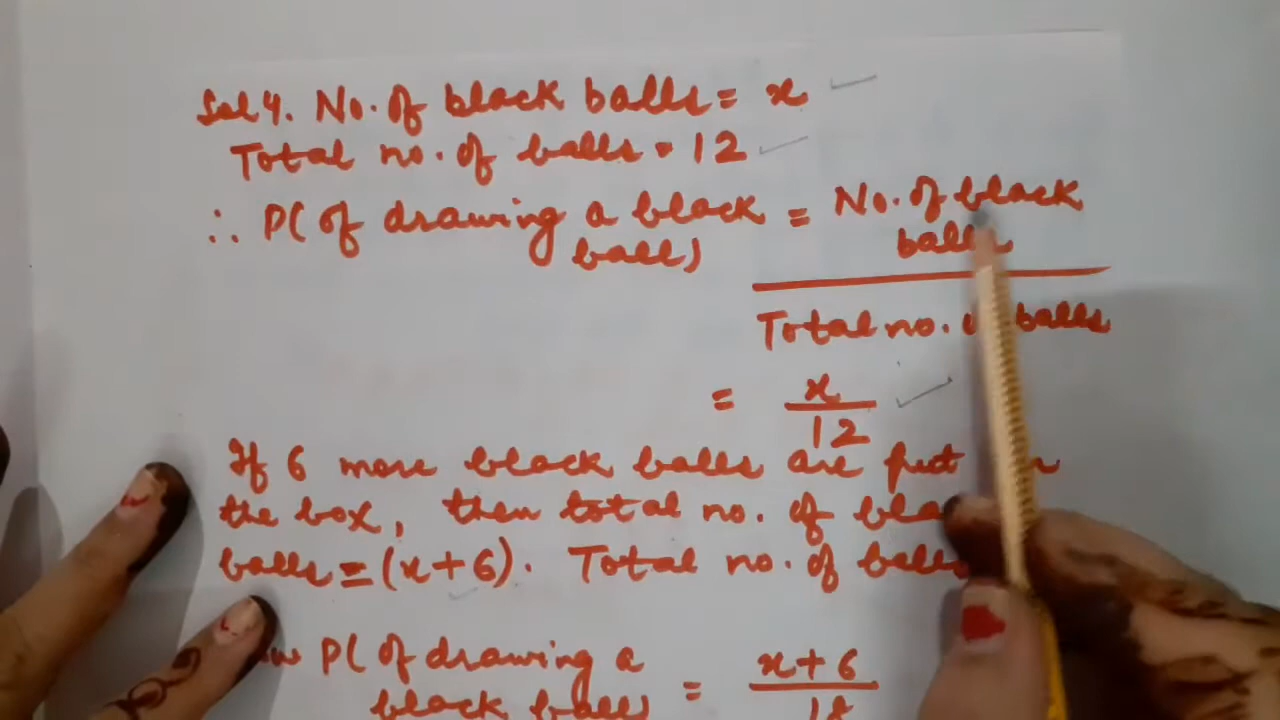 Sol 4. No. of black balls = x
Total no. of balls = 12
∴ P( of drawing a black ball) = No. of black balls
Total no. balls
= x
12
If 6 more black balls are put
the box, then total no. of
balls = (x+6). Total no. of
P( of drawing a black balls = x+6
18